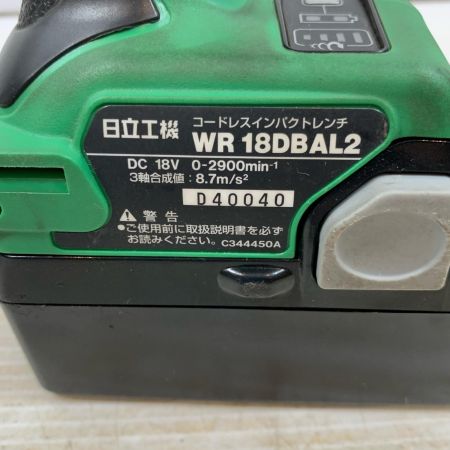 日立工機
コードレスインパクトレンチ
WR 18DBAL2
DC 18V 0-2900min⁻¹
3軸合成値: 8.7m/s²
D40040
⚠ 警告
●ご使用前に取扱説明書を必ず
お読みください。 C344450A